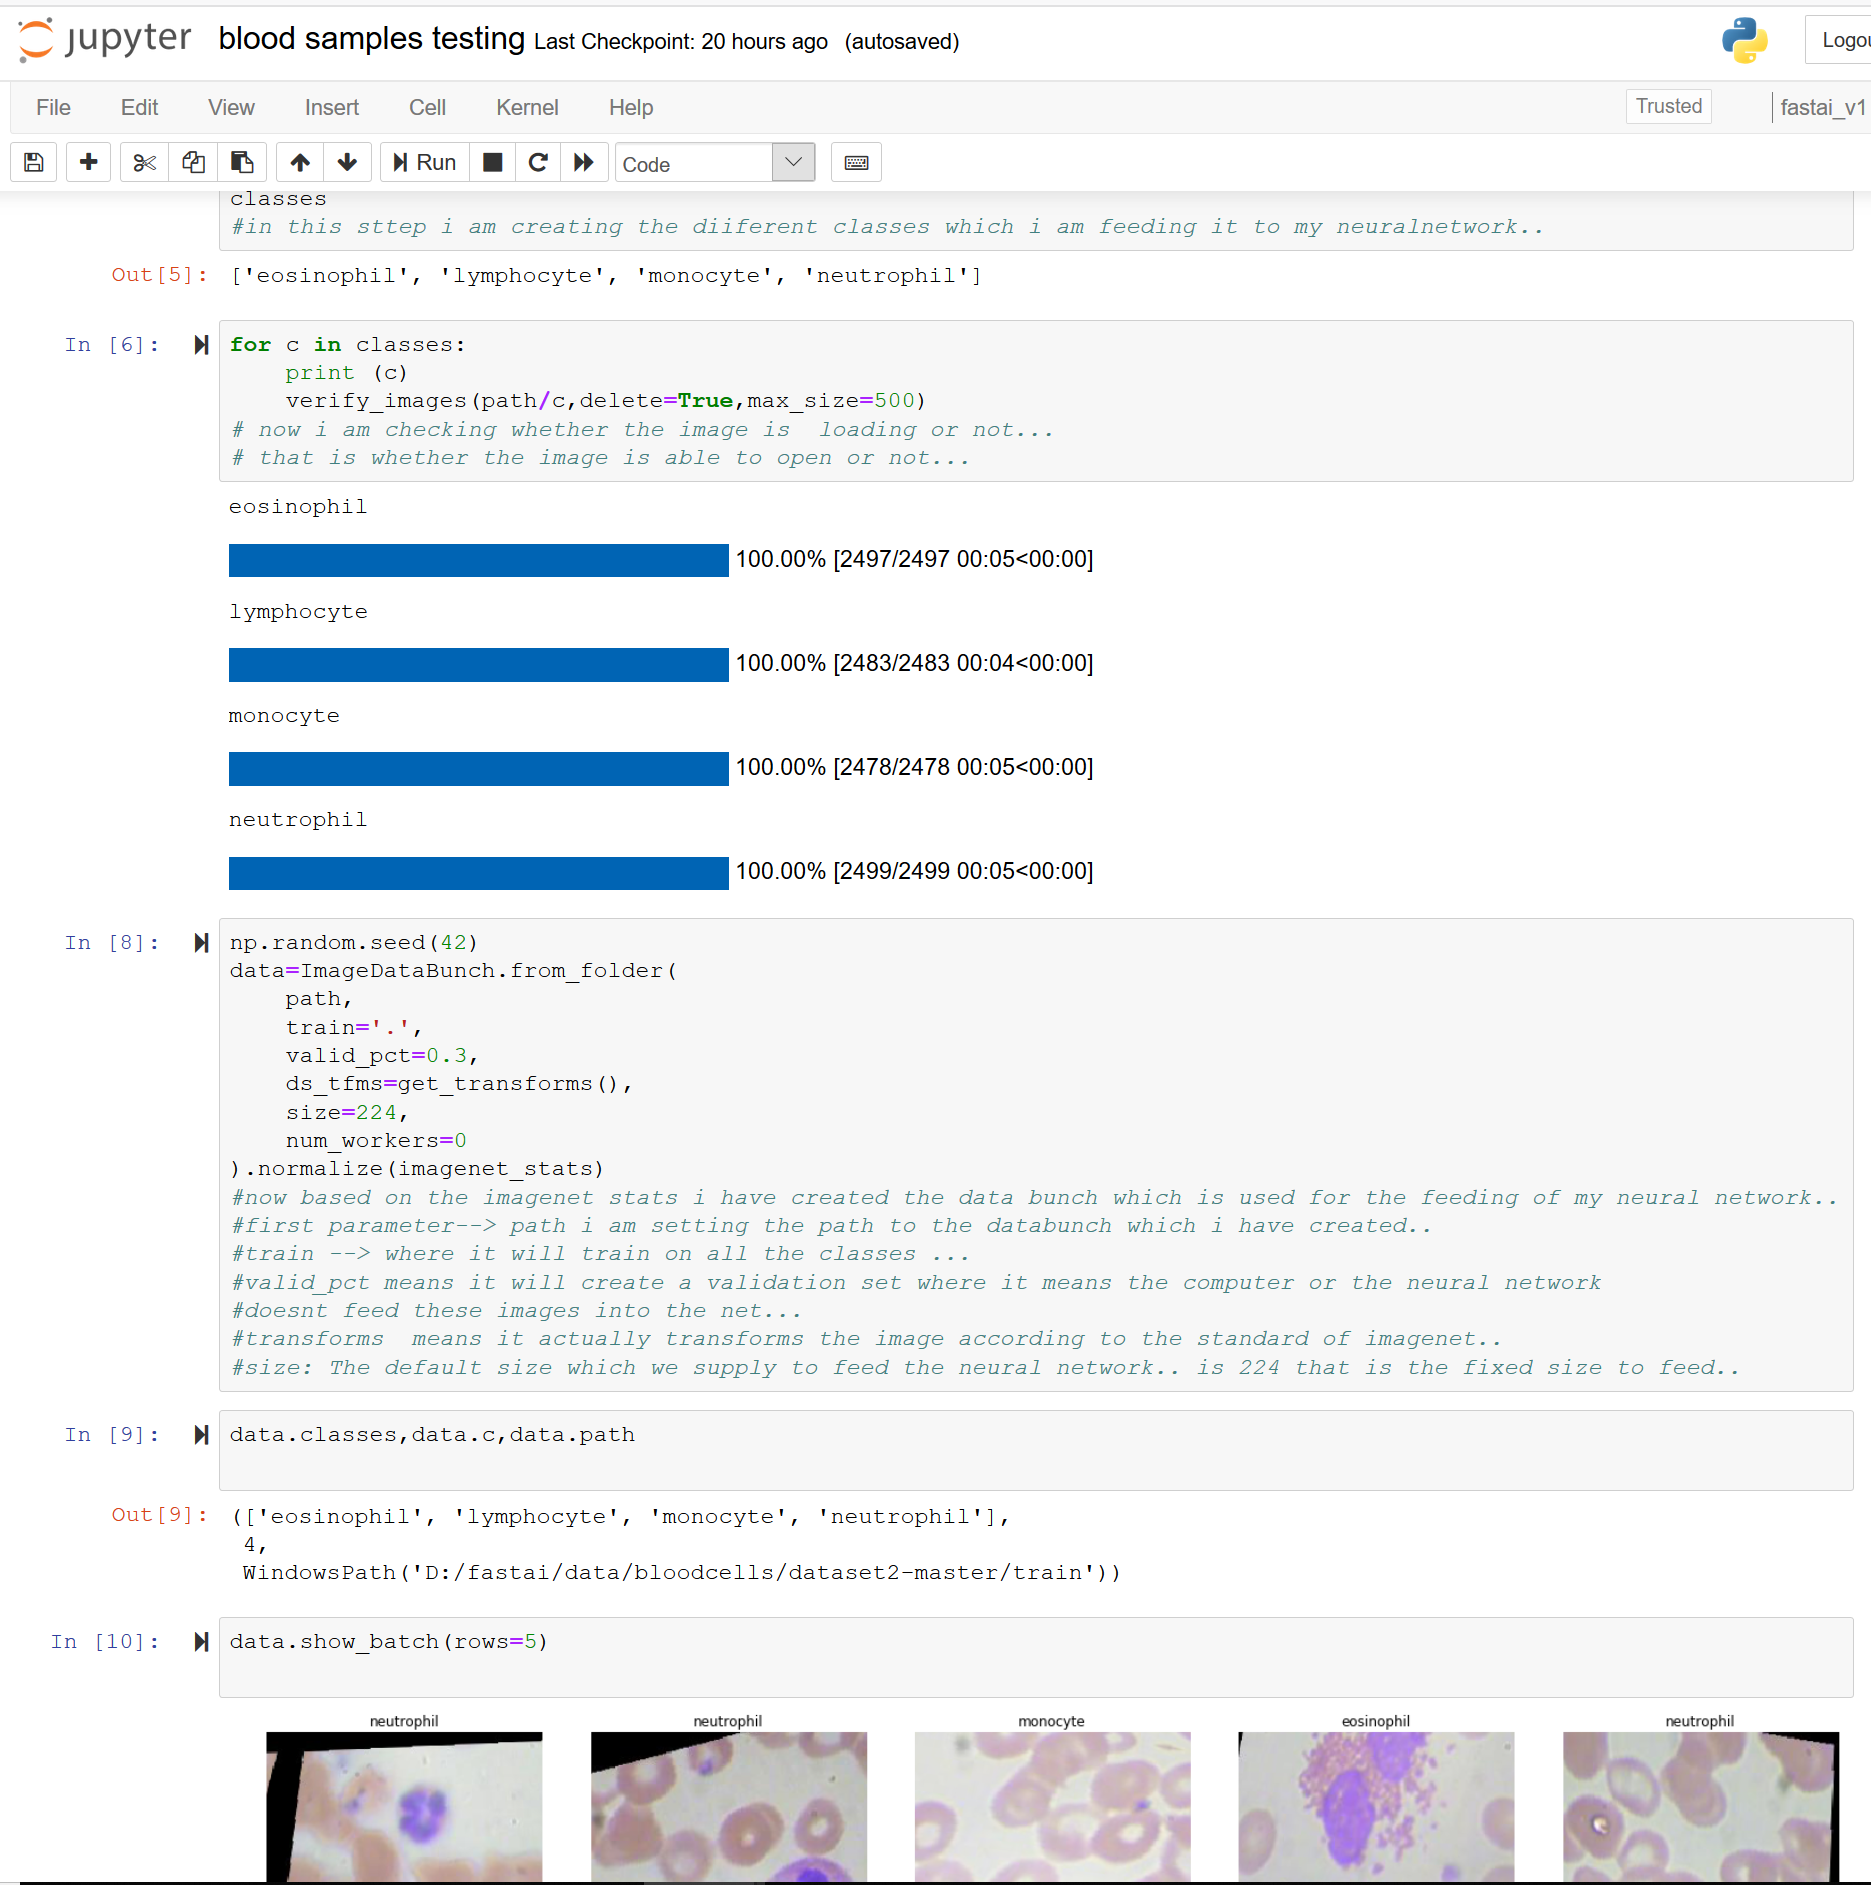 jupyter blood samples testing Last Checkpoint: 20 hours ago (autosaved)
File Edit View Insert Cell Kernel Help Trusted fastai_v1
Run Code
classes
#in this sttep i am creating the diiferent classes which i am feeding it to my neuralnetwork..
Out[5]: ['eosinophil', 'lymphocyte', 'monocyte', 'neutrophil']
In [6]: for c in classes:
print (c)
verify_images(path/c,delete=True,max_size=500)
# now i am checking whether the image is  loading or not...
# that is whether the image is able to open or not...
eosinophil
100.00% [2497/2497 00:05<00:00]
lymphocyte
100.00% [2483/2483 00:04<00:00]
monocyte
100.00% [2478/2478 00:05<00:00]
neutrophil
100.00% [2499/2499 00:05<00:00]
In [8]: np.random.seed(42)
data=ImageDataBunch.from_folder(
path,
train='.',
valid_pct=0.3,
ds_tfms=get_transforms(),
size=224,
num_workers=0
).normalize(imagenet_stats)
#now based on the imagenet stats i have created the data bunch which is used for the feeding of my neural network..
#first parameter--> path i am setting the path to the databunch which i have created..
#train --> where it will train on all the classes ...
#valid_pct means it will create a validation set where it means the computer or the neural network
#doesnt feed these images into the net...
#transforms  means it actually transforms the image according to the standard of imagenet..
#size: The default size which we supply to feed the neural network.. is 224 that is the fixed size to feed..
In [9]: data.classes,data.c,data.path
Out[9]: (['eosinophil', 'lymphocyte', 'monocyte', 'neutrophil'],
4,
WindowsPath('D:/fastai/data/bloodcells/dataset2-master/train'))
In [10]: data.show_batch(rows=5)
neutrophil neutrophil monocyte eosinophil neutrophil